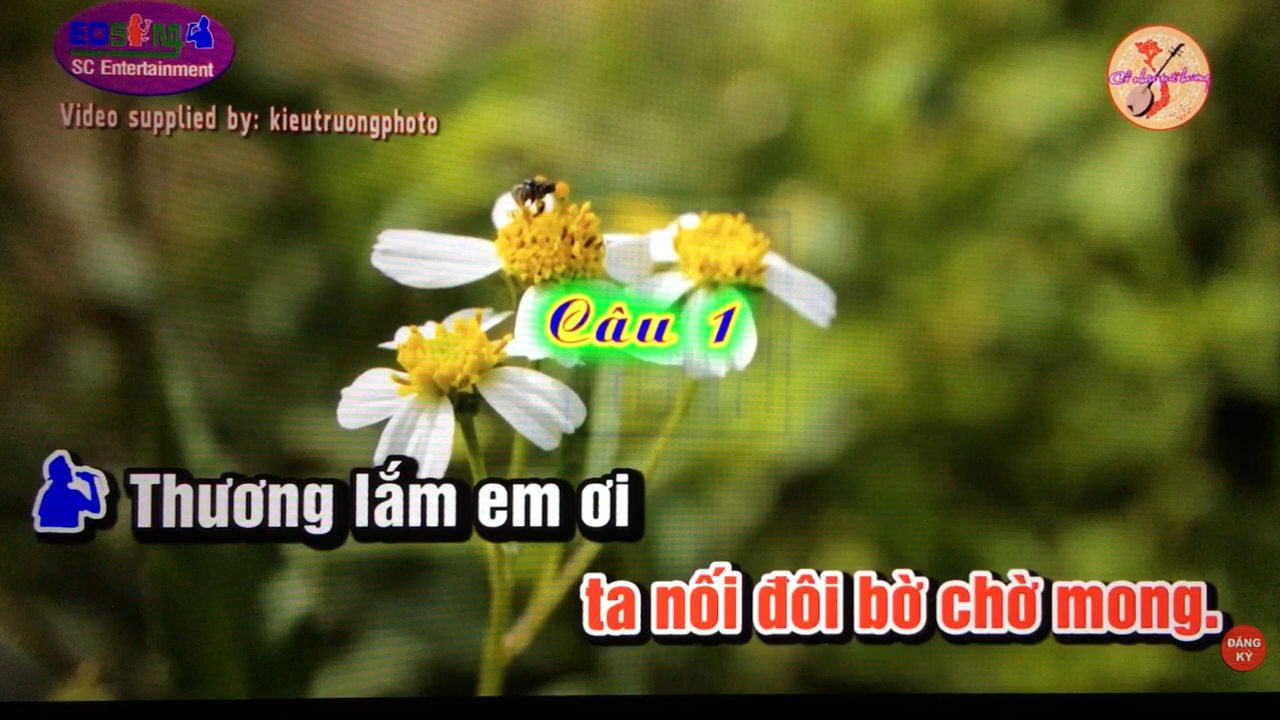 EOSing
SC Entertainment
Video supplied by: kieutruongphoto
Câu 1
Thương lắm em ơi
ta nối đôi bờ chờ mong.
ĐĂNG
KÝ